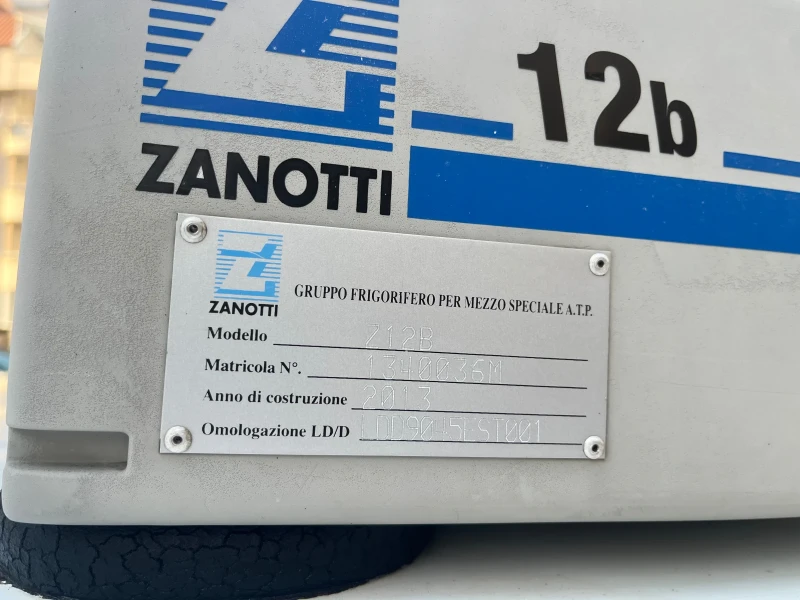 12b
ZANOTTI
ZANOTTI
GRUPPO FRIGORIFERO PER MEZZO SPECIALE A.T.P.
Modello Z12B
Matricola N°. 1340036M
Anno di costruzione 2013
Omologazione LD/D